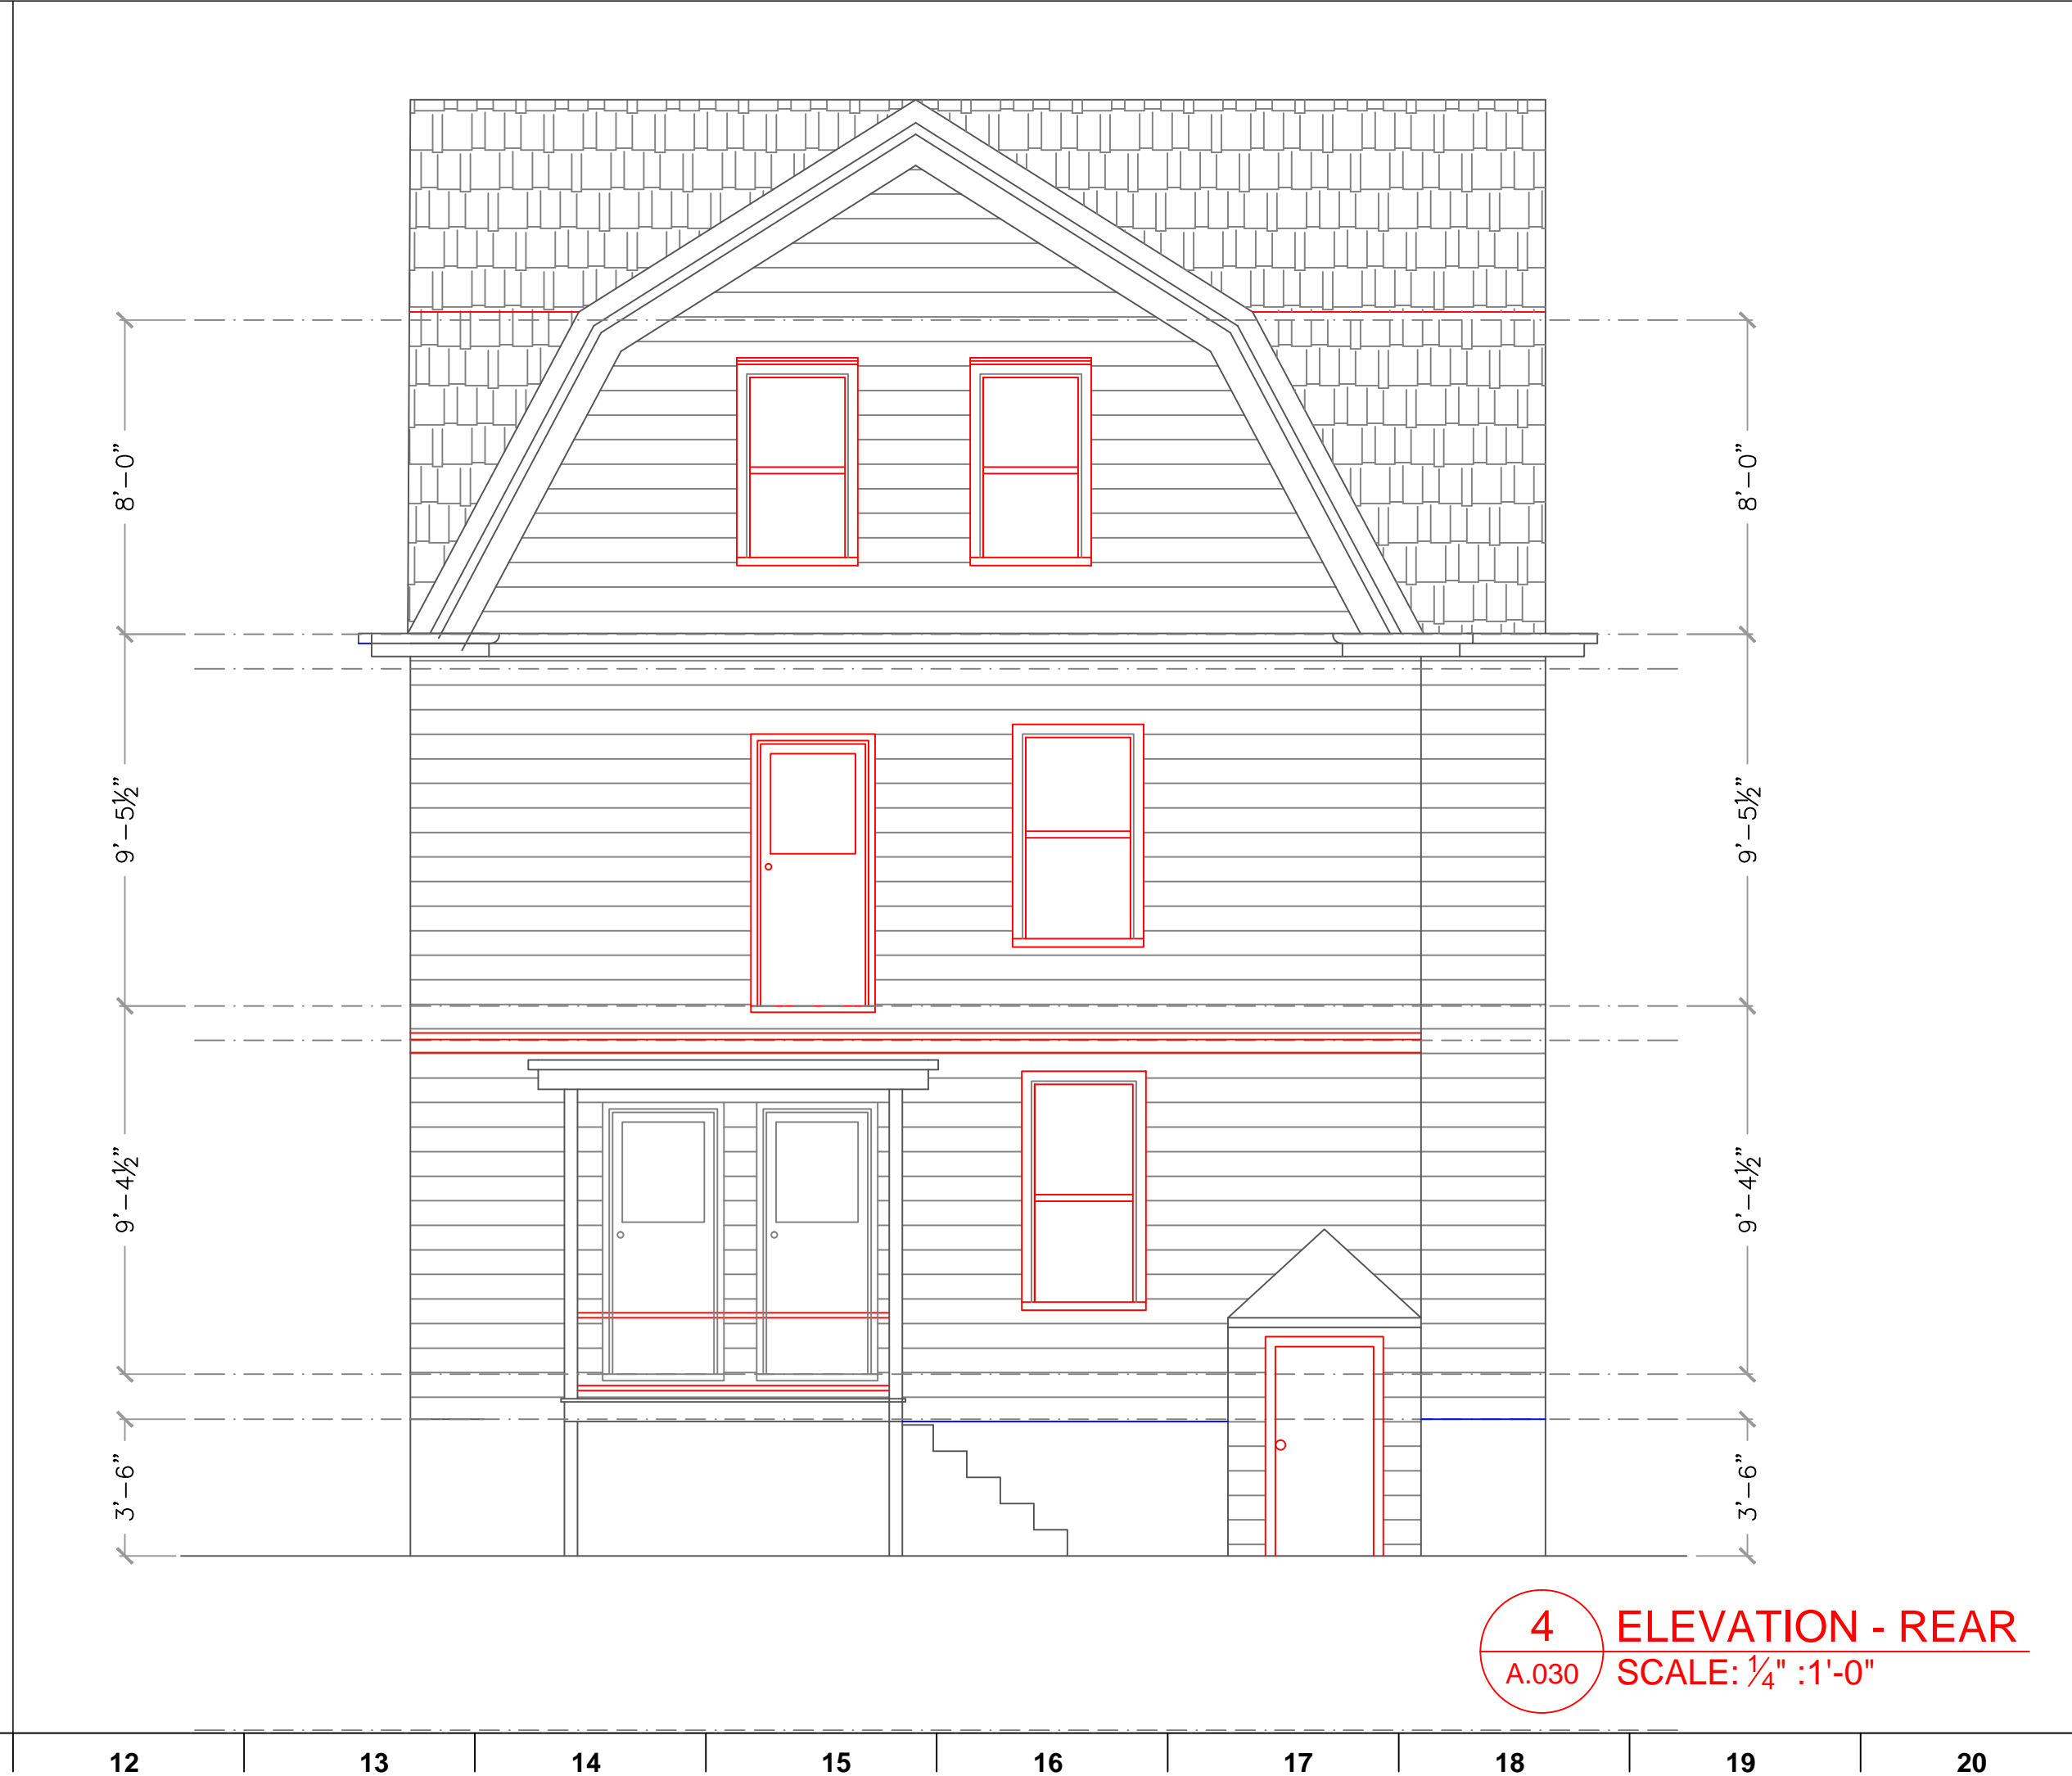 8'-0"
8'-0"
9'-5½"
9'-5½"
9'-4½"
9'-4½"
3'-6"
3'-6"
4
ELEVATION - REAR
A.030
SCALE: ¼" :1'-0"
12 13 14 15 16 17 18 19 20